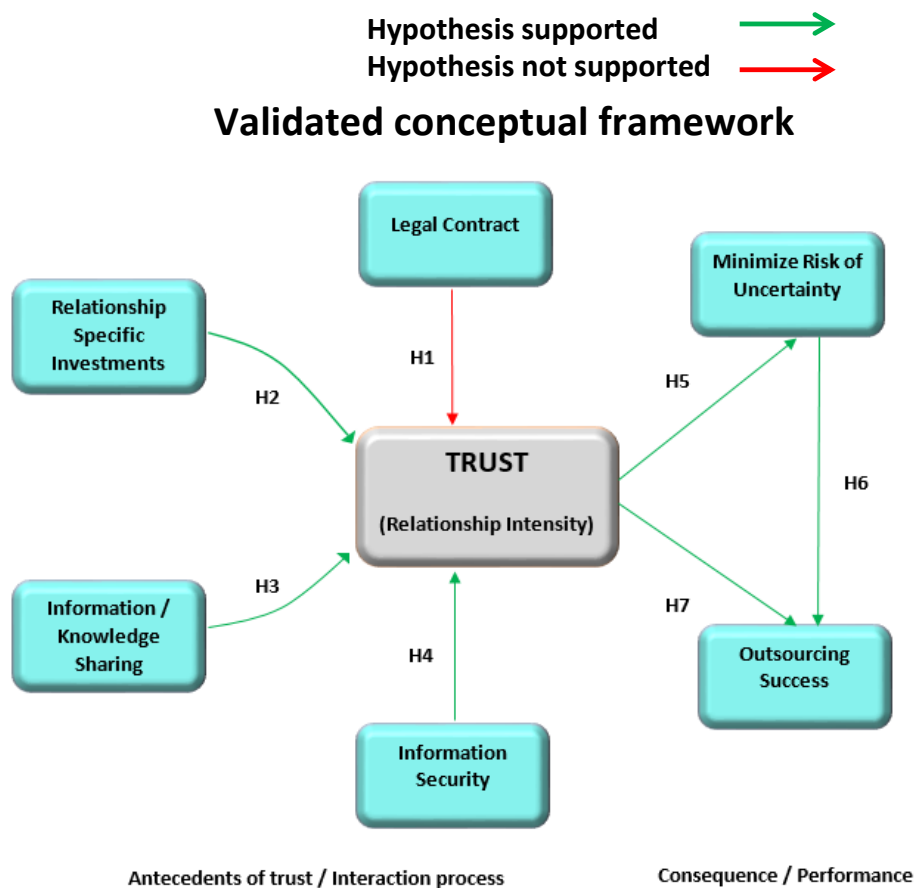 Hypothesis supported
Hypothesis not supported
Validated conceptual framework
Legal Contract
Minimize Risk of
Uncertainty
Relationship
Specific
Investments
H1
H2
H5
TRUST
(Relationship Intensity)
H6
H3
H7
Information /
Knowledge
Sharing
H4
Outsourcing
Success
Information
Security
Antecedents of trust / Interaction process
Consequence / Performance